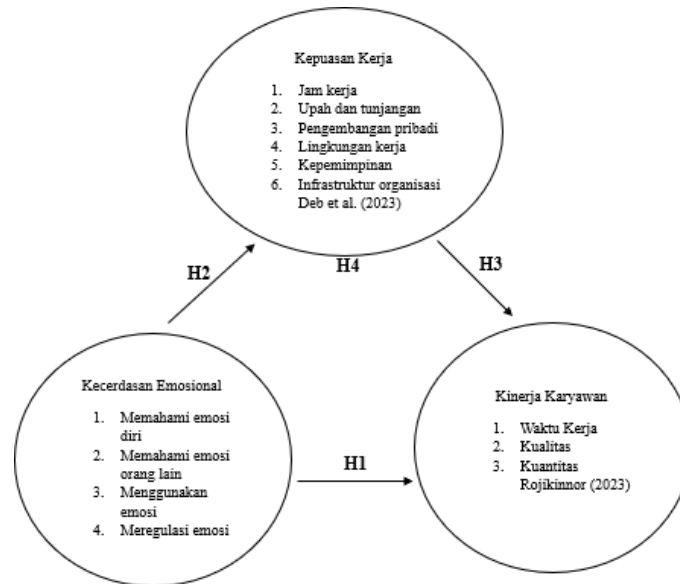 Kepuasan Kerja
1. Jam kerja
2. Upah dan tunjangan
3. Pengembangan pribadi
4. Lingkungan kerja
5. Kepemimpinan
6. Infrastruktur organisasi
Deb et al. (2023)
H2
H4
H3
Kecerdasan Emosional
1. Memahami emosi
diri
2. Memahami emosi
orang lain
3. Menggunakan
emosi
4. Meregulasi emosi
H1
Kinerja Karyawan
1. Waktu Kerja
2. Kualitas
3. Kuantitas
Rojikinnor (2023)